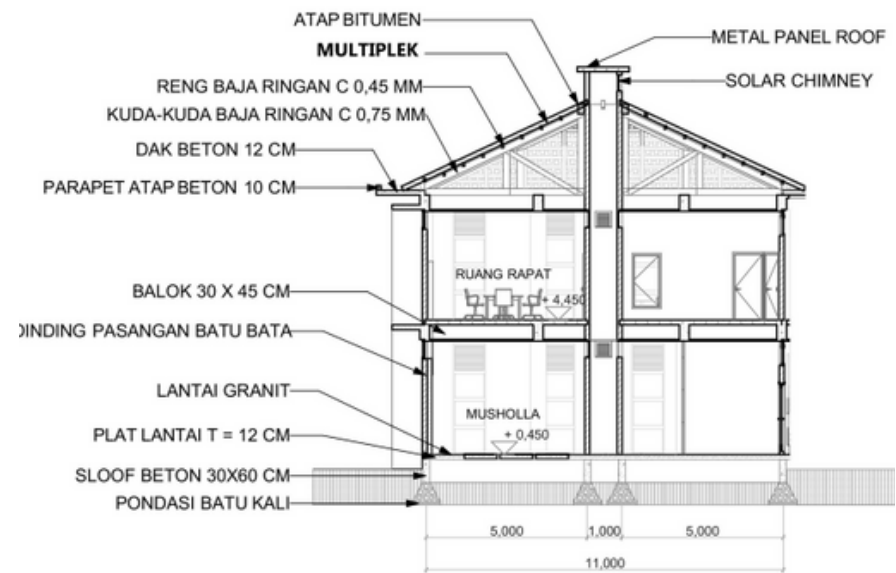 ATAP BITUMEN
METAL PANEL ROOF
MULTIPLEK
SOLAR CHIMNEY
RENG BAJA RINGAN C 0,45 MM
KUDA-KUDA BAJA RINGAN C 0,75 MM
DAK BETON 12 CM
PARAPET ATAP BETON 10 CM
RUANG RAPAT
BALOK 30 X 45 CM
+ 4,450
DINDING PASANGAN BATU BATA
LANTAI GRANIT
MUSHOLLA
PLAT LANTAI T = 12 CM
+ 0,450
SLOOF BETON 30X60 CM
PONDASI BATU KALI
5,000
1,000
5,000
11,000